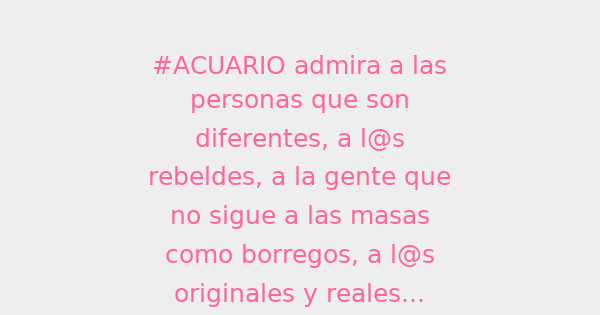 #ACUARIO admira a las
personas que son
diferentes, a l@s
rebeldes, a la gente que
no sigue a las masas
como borregos, a l@s
originales y reales...